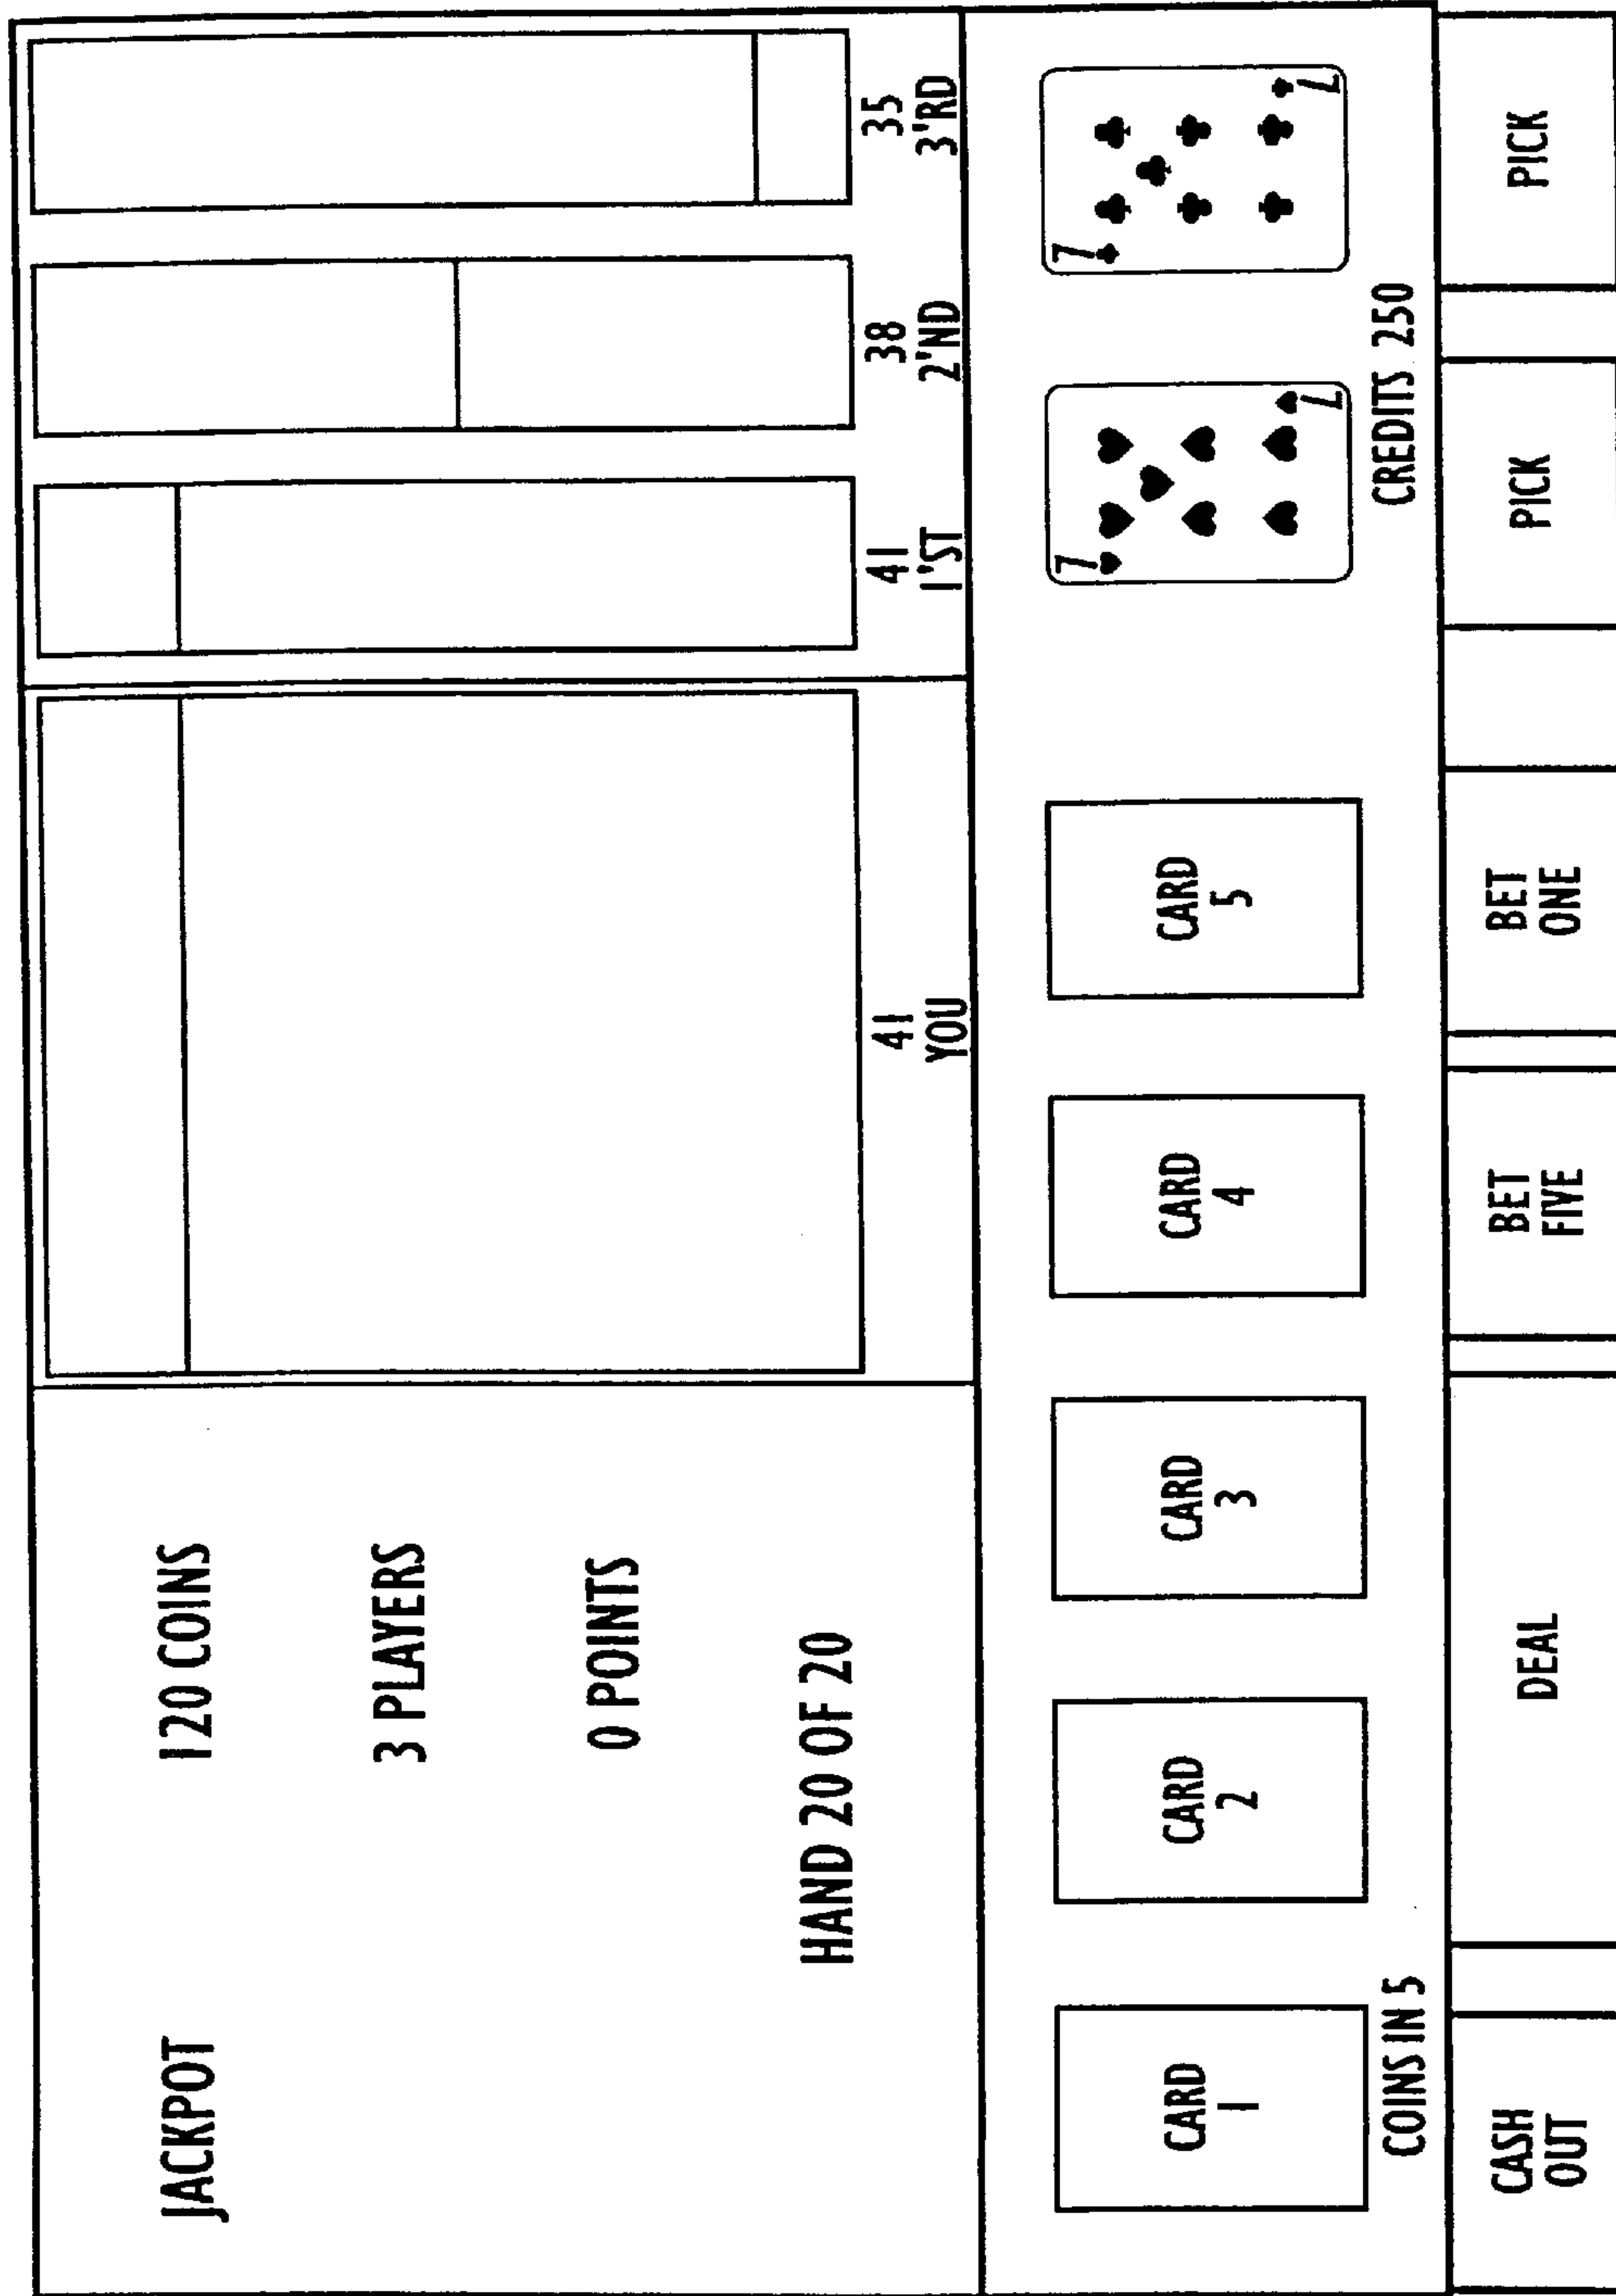 JACKPOT 120 COINS
3 PLAYERS
0 POINTS
HAND 20 OF 20
41
YOU
41
1'ST
38
2'ND
35
3'RD
CARD
1
CARD
2
CARD
3
CARD
4
CARD
5
7
7
7
7
COINS IN 5
CREDITS 250
CASH
OUT
DEAL
BET
FIVE
BET
ONE
PICK
PICK